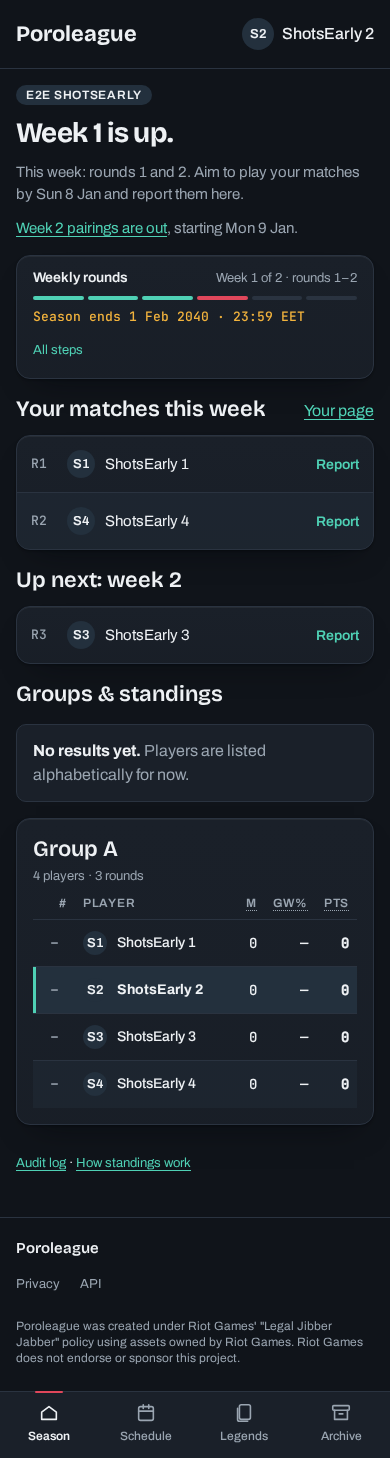 Poroleague
S2 ShotsEarly 2
E2E SHOTSEARLY
Week 1 is up.
This week: rounds 1 and 2. Aim to play your matches
by Sun 8 Jan and report them here.
Week 2 pairings are out, starting Mon 9 Jan.
Weekly rounds Week 1 of 2 · rounds 1–2
Season ends 1 Feb 2040 · 23:59 EET
All steps
Your matches this week Your page
R1 S1 ShotsEarly 1 Report
R2 S4 ShotsEarly 4 Report
Up next: week 2
R3 S3 ShotsEarly 3 Report
Groups & standings
No results yet. Players are listed
alphabetically for now.
Group A
4 players · 3 rounds
# PLAYER M GW% PTS
– S1 ShotsEarly 1 0 – 0
– S2 ShotsEarly 2 0 – 0
– S3 ShotsEarly 3 0 – 0
– S4 ShotsEarly 4 0 – 0
Audit log · How standings work
Poroleague
Privacy API
Poroleague was created under Riot Games' "Legal Jibber
Jabber" policy using assets owned by Riot Games. Riot Games
does not endorse or sponsor this project.
Season Schedule Legends Archive